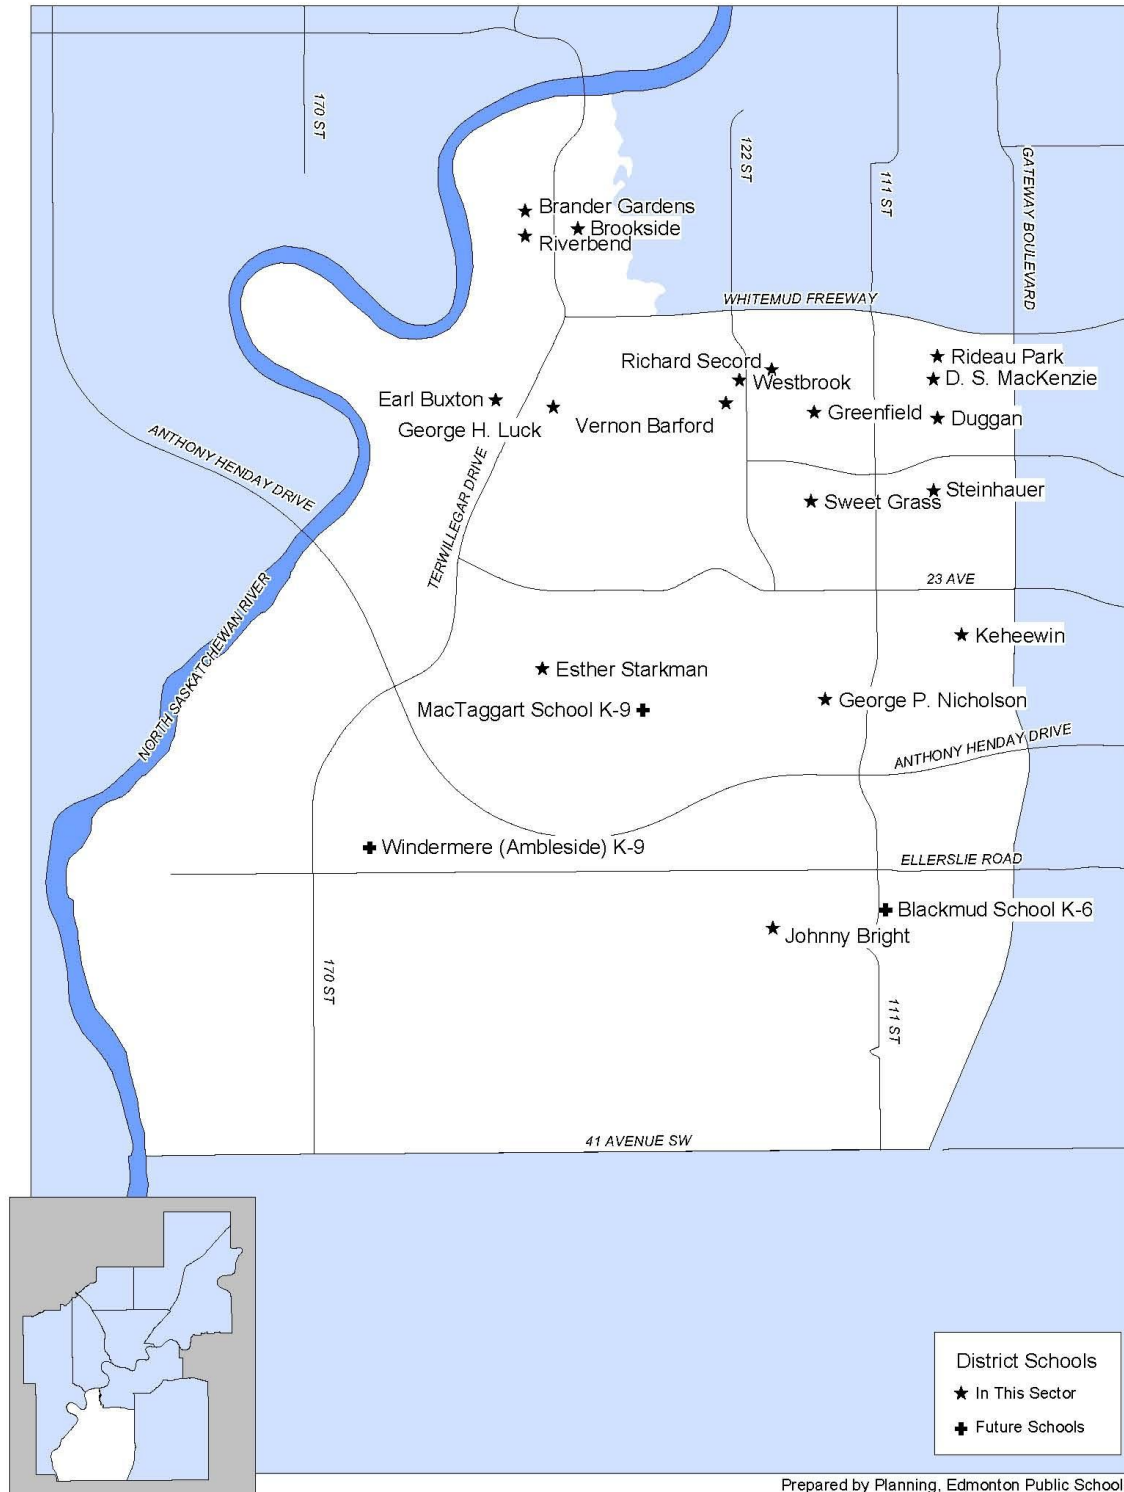 170 ST
122 ST
111 ST
GATEWAY BOULEVARD
Brander Gardens
Brookside
Riverbend
WHITEMUD FREEWAY
Richard Secord
Rideau Park
Westbrook
D. S. MacKenzie
Earl Buxton
George H. Luck
Vernon Barford
Greenfield
Duggan
ANTHONY HENDAY DRIVE
TERWILLEGAR DRIVE
Sweet Grass
Steinhauer
23 AVE
NORTH SASKATCHEWAN RIVER
Keheewin
Esther Starkman
MacTaggart School K-9
George P. Nicholson
ANTHONY HENDAY DRIVE
Windermere (Ambleside) K-9
ELLERSLIE ROAD
Blackmud School K-6
Johnny Bright
170 ST
111 ST
41 AVENUE SW
District Schools
In This Sector
Future Schools
Prepared by Planning, Edmonton Public School